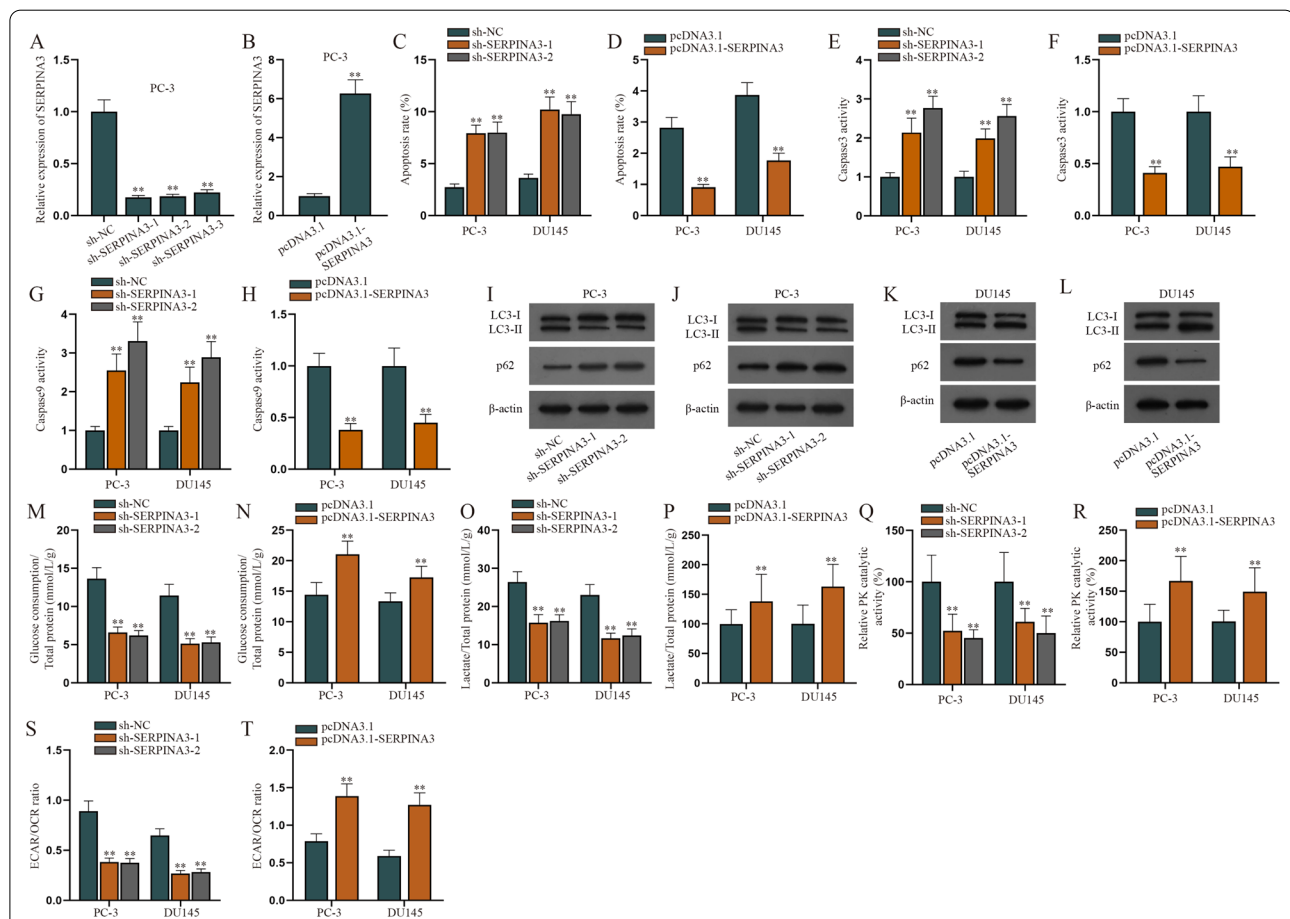 A
Relative expression of SERPINA3
PC-3
1.5
1.0
0.5
0.0
**
**
**
sh-NC
sh-SERPINA3-1
sh-SERPINA3-2
sh-SERPINA3-3
B
Relative expression of SERPINA3
PC-3
8
6
4
2
0
**
pcDNA3.1
pcDNA3.1-
SERPINA3
C
sh-NC
sh-SERPINA3-1
sh-SERPINA3-2
Apoptosis rate (%)
15
10
5
0
**
**
**
**
PC-3
DU145
D
pcDNA3.1
pcDNA3.1-SERPINA3
Apoptosis rate (%)
5
4
3
2
1
0
**
**
PC-3
DU145
E
sh-NC
sh-SERPINA3-1
sh-SERPINA3-2
Caspase3 activity
4
3
2
1
0
**
**
**
**
PC-3
DU145
F
pcDNA3.1
pcDNA3.1-SERPINA3
Caspase3 activity
1.5
1.0
0.5
0.0
**
**
PC-3
DU145
G
sh-NC
sh-SERPINA3-1
sh-SERPINA3-2
Caspase9 activity
4
3
2
1
0
**
**
**
**
PC-3
DU145
H
pcDNA3.1
pcDNA3.1-SERPINA3
Caspase9 activity
1.5
1.0
0.5
0.0
**
**
PC-3
DU145
I
PC-3
LC3-I
LC3-II
p62
β-actin
sh-NC
sh-SERPINA3-1
sh-SERPINA3-2
J
PC-3
LC3-I
LC3-II
p62
β-actin
sh-NC
sh-SERPINA3-1
sh-SERPINA3-2
K
DU145
LC3-I
LC3-II
p62
β-actin
pcDNA3.1
pcDNA3.1-
SERPINA3
L
DU145
LC3-I
LC3-II
p62
β-actin
pcDNA3.1
pcDNA3.1-
SERPINA3
M
sh-NC
sh-SERPINA3-1
sh-SERPINA3-2
Glucose consumption/
Total protein (mmol/L/g)
20
15
10
5
0
**
**
**
**
PC-3
DU145
N
pcDNA3.1
pcDNA3.1-SERPINA3
Glucose consumption/
Total protein (mmol/L/g)
25
20
15
10
5
0
**
**
PC-3
DU145
O
sh-NC
sh-SERPINA3-1
sh-SERPINA3-2
Lactate/Total protein (mmol/L/g)
40
30
20
10
0
**
**
**
**
PC-3
DU145
P
pcDNA3.1
pcDNA3.1-SERPINA3
Lactate/Total protein (mmol/L/g)
250
200
150
100
50
0
**
**
PC-3
DU145
Q
sh-NC
sh-SERPINA3-1
sh-SERPINA3-2
Relative PK catalytic
activity (%)
150
100
50
0
**
**
**
**
PC-3
DU145
R
pcDNA3.1
pcDNA3.1-SERPINA3
Relative PK catalytic
activity (%)
250
200
150
100
50
0
**
**
PC-3
DU145
S
sh-NC
sh-SERPINA3-1
sh-SERPINA3-2
ECAR/OCR ratio
1.5
1.0
0.5
0.0
**
**
**
**
PC-3
DU145
T
pcDNA3.1
pcDNA3.1-SERPINA3
ECAR/OCR ratio
2.0
1.5
1.0
0.5
0.0
**
**
PC-3
DU145